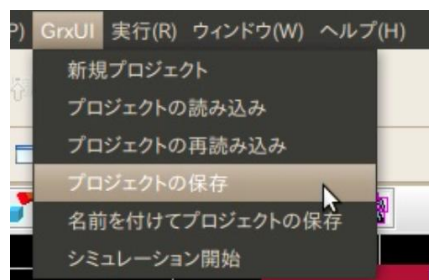 P) GrxUI 実行(R) ウィンドウ(W) ヘルプ(H)
新規プロジェクト
プロジェクトの読み込み
プロジェクトの再読み込み
プロジェクトの保存
名前を付けてプロジェクトの保存
シミュレーション開始